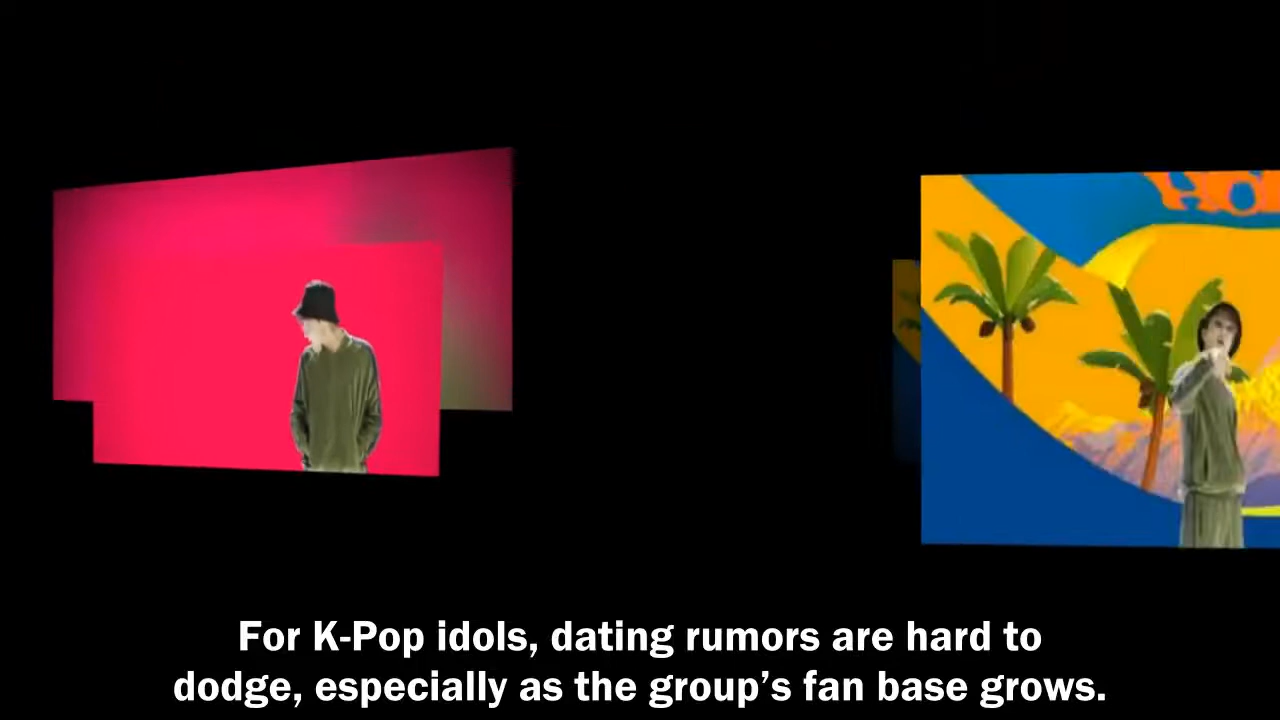 For K-Pop idols, dating rumors are hard to
dodge, especially as the group’s fan base grows.